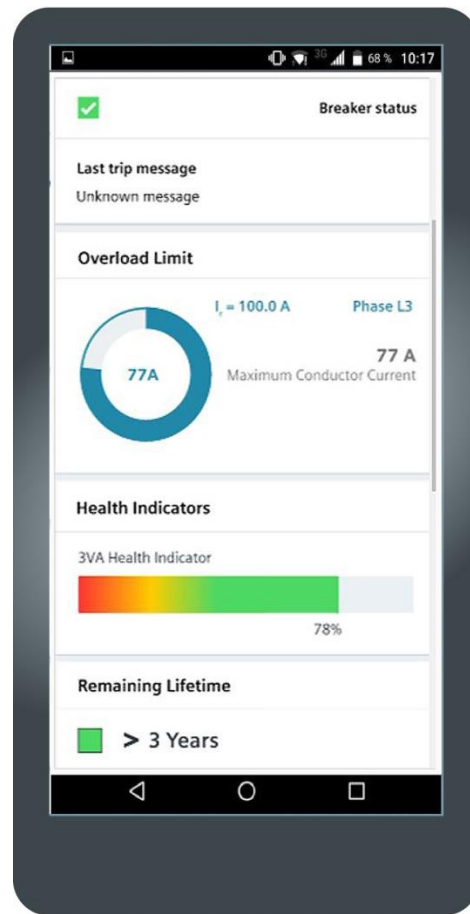 3G 68 % 10:17
Breaker status
Last trip message
Unknown message
Overload Limit
Iᵣ = 100.0 A Phase L3
77A
77 A
Maximum Conductor Current
Health Indicators
3VA Health Indicator
78%
Remaining Lifetime
> 3 Years